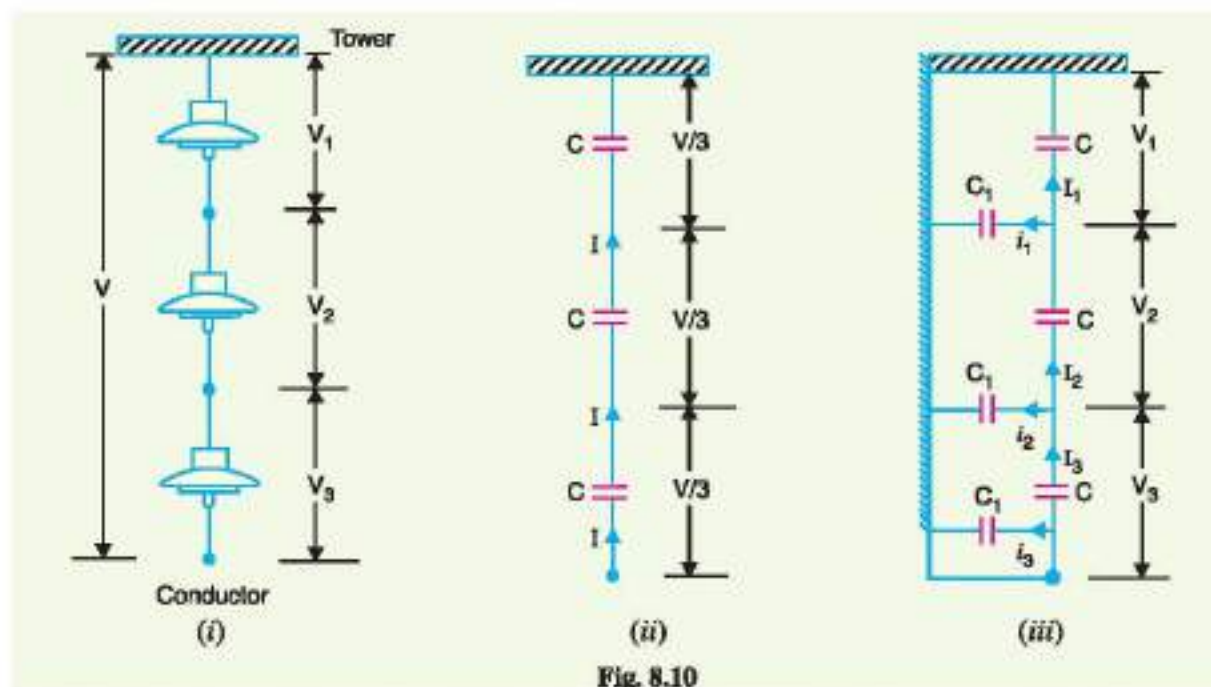 Tower
V
V1
V2
V3
Conductor
(i)
C
V/3
I
C
V/3
I
C
V/3
I
(ii)
C
V1
I1
C1
i1
C
V2
C1
I2
i2
I3
C
V3
C1
i3
(iii)
Fig. 8.10